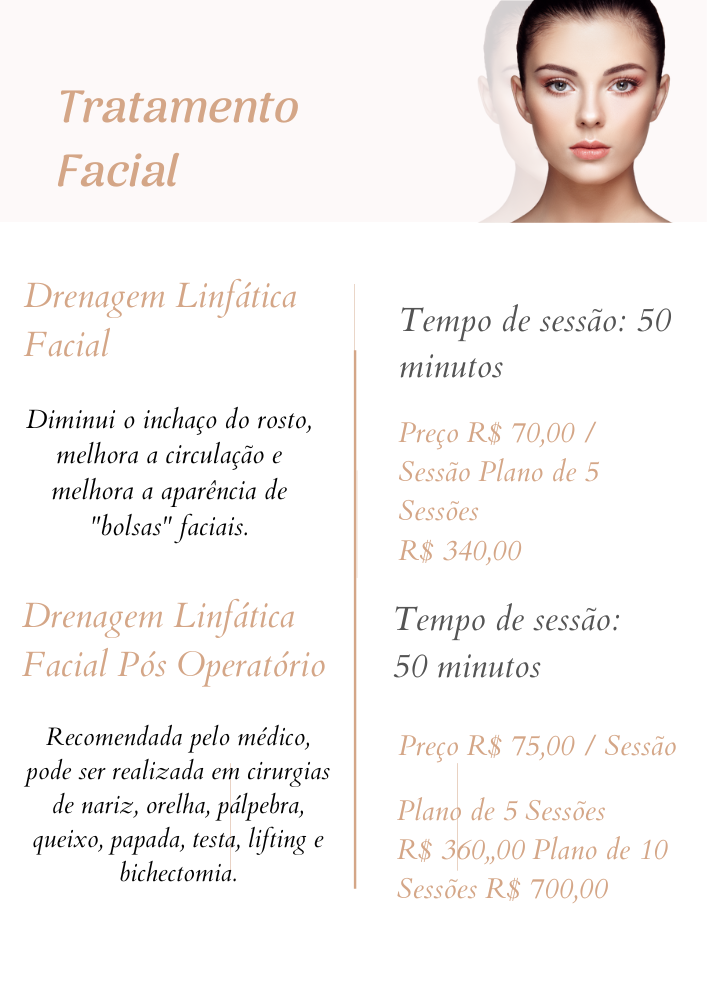 Tratamento
Facial
Drenagem Linfática
Facial
Diminui o inchaço do rosto,
melhora a circulação e
melhora a aparência de
"bolsas" faciais.
Tempo de sessão: 50
minutos
Preço R$ 70,00 /
Sessão Plano de 5
Sessões
R$ 340,00
Drenagem Linfática
Facial Pós Operatório
Recomendada pelo médico,
pode ser realizada em cirurgias
de nariz, orelha, pálpebra,
queixo, papada, testa, lifting e
bichectomia.
Tempo de sessão:
50 minutos
Preço R$ 75,00 / Sessão
Plano de 5 Sessões
R$ 360,,00 Plano de 10
Sessões R$ 700,00